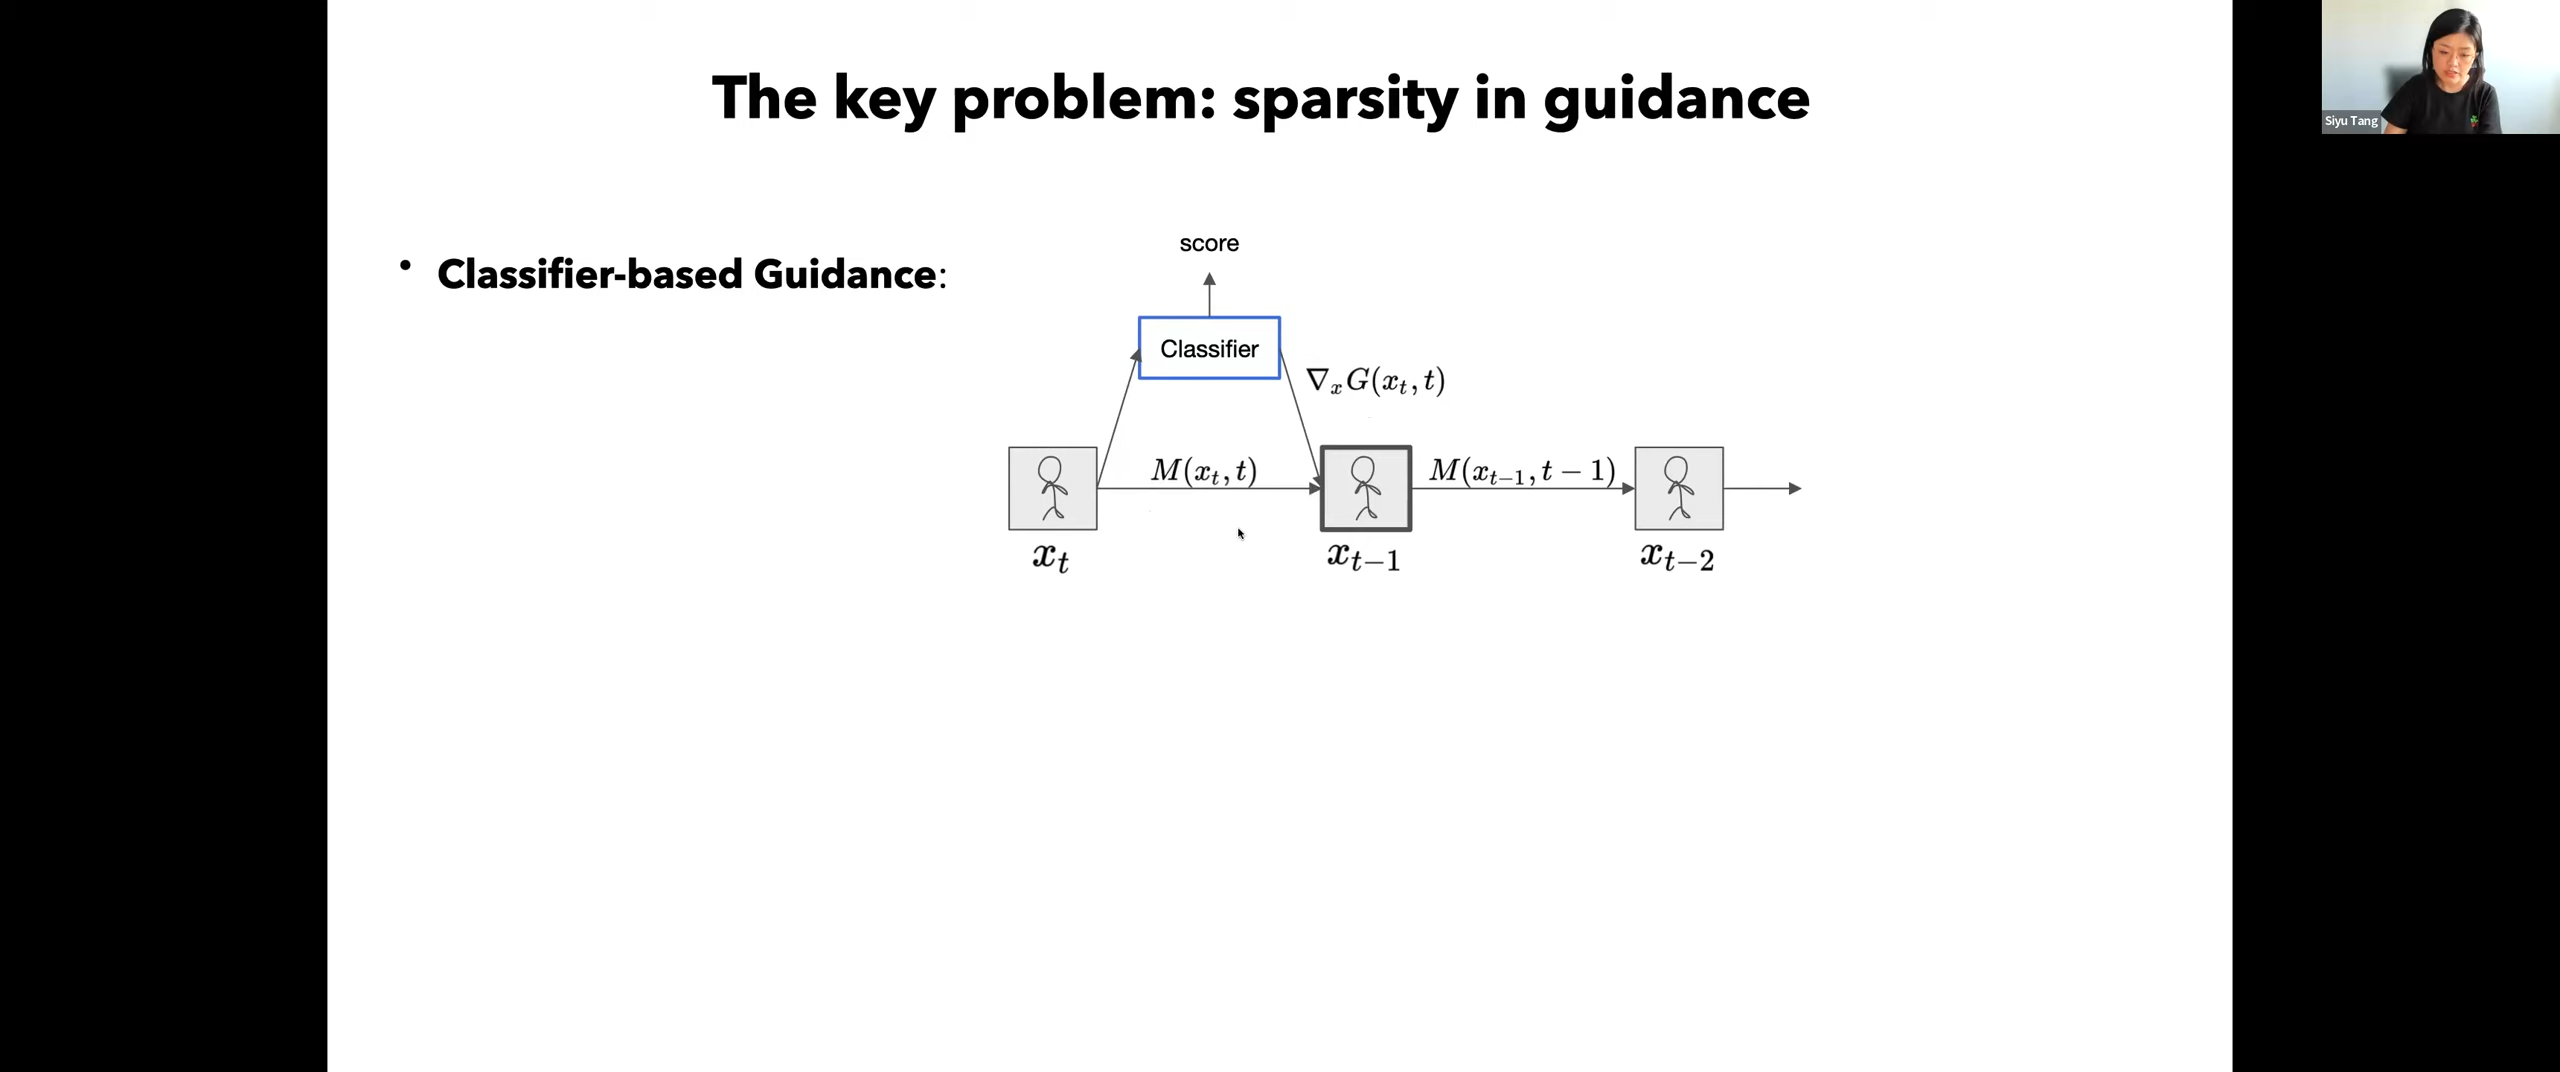 The key problem: sparsity in guidance
Siyu Tang
score
• Classifier-based Guidance:
Classifier
∇ₓG(xₜ, t)
M(xₜ, t)
M(xₜ₋₁, t − 1)
xₜ
xₜ₋₁
xₜ₋₂